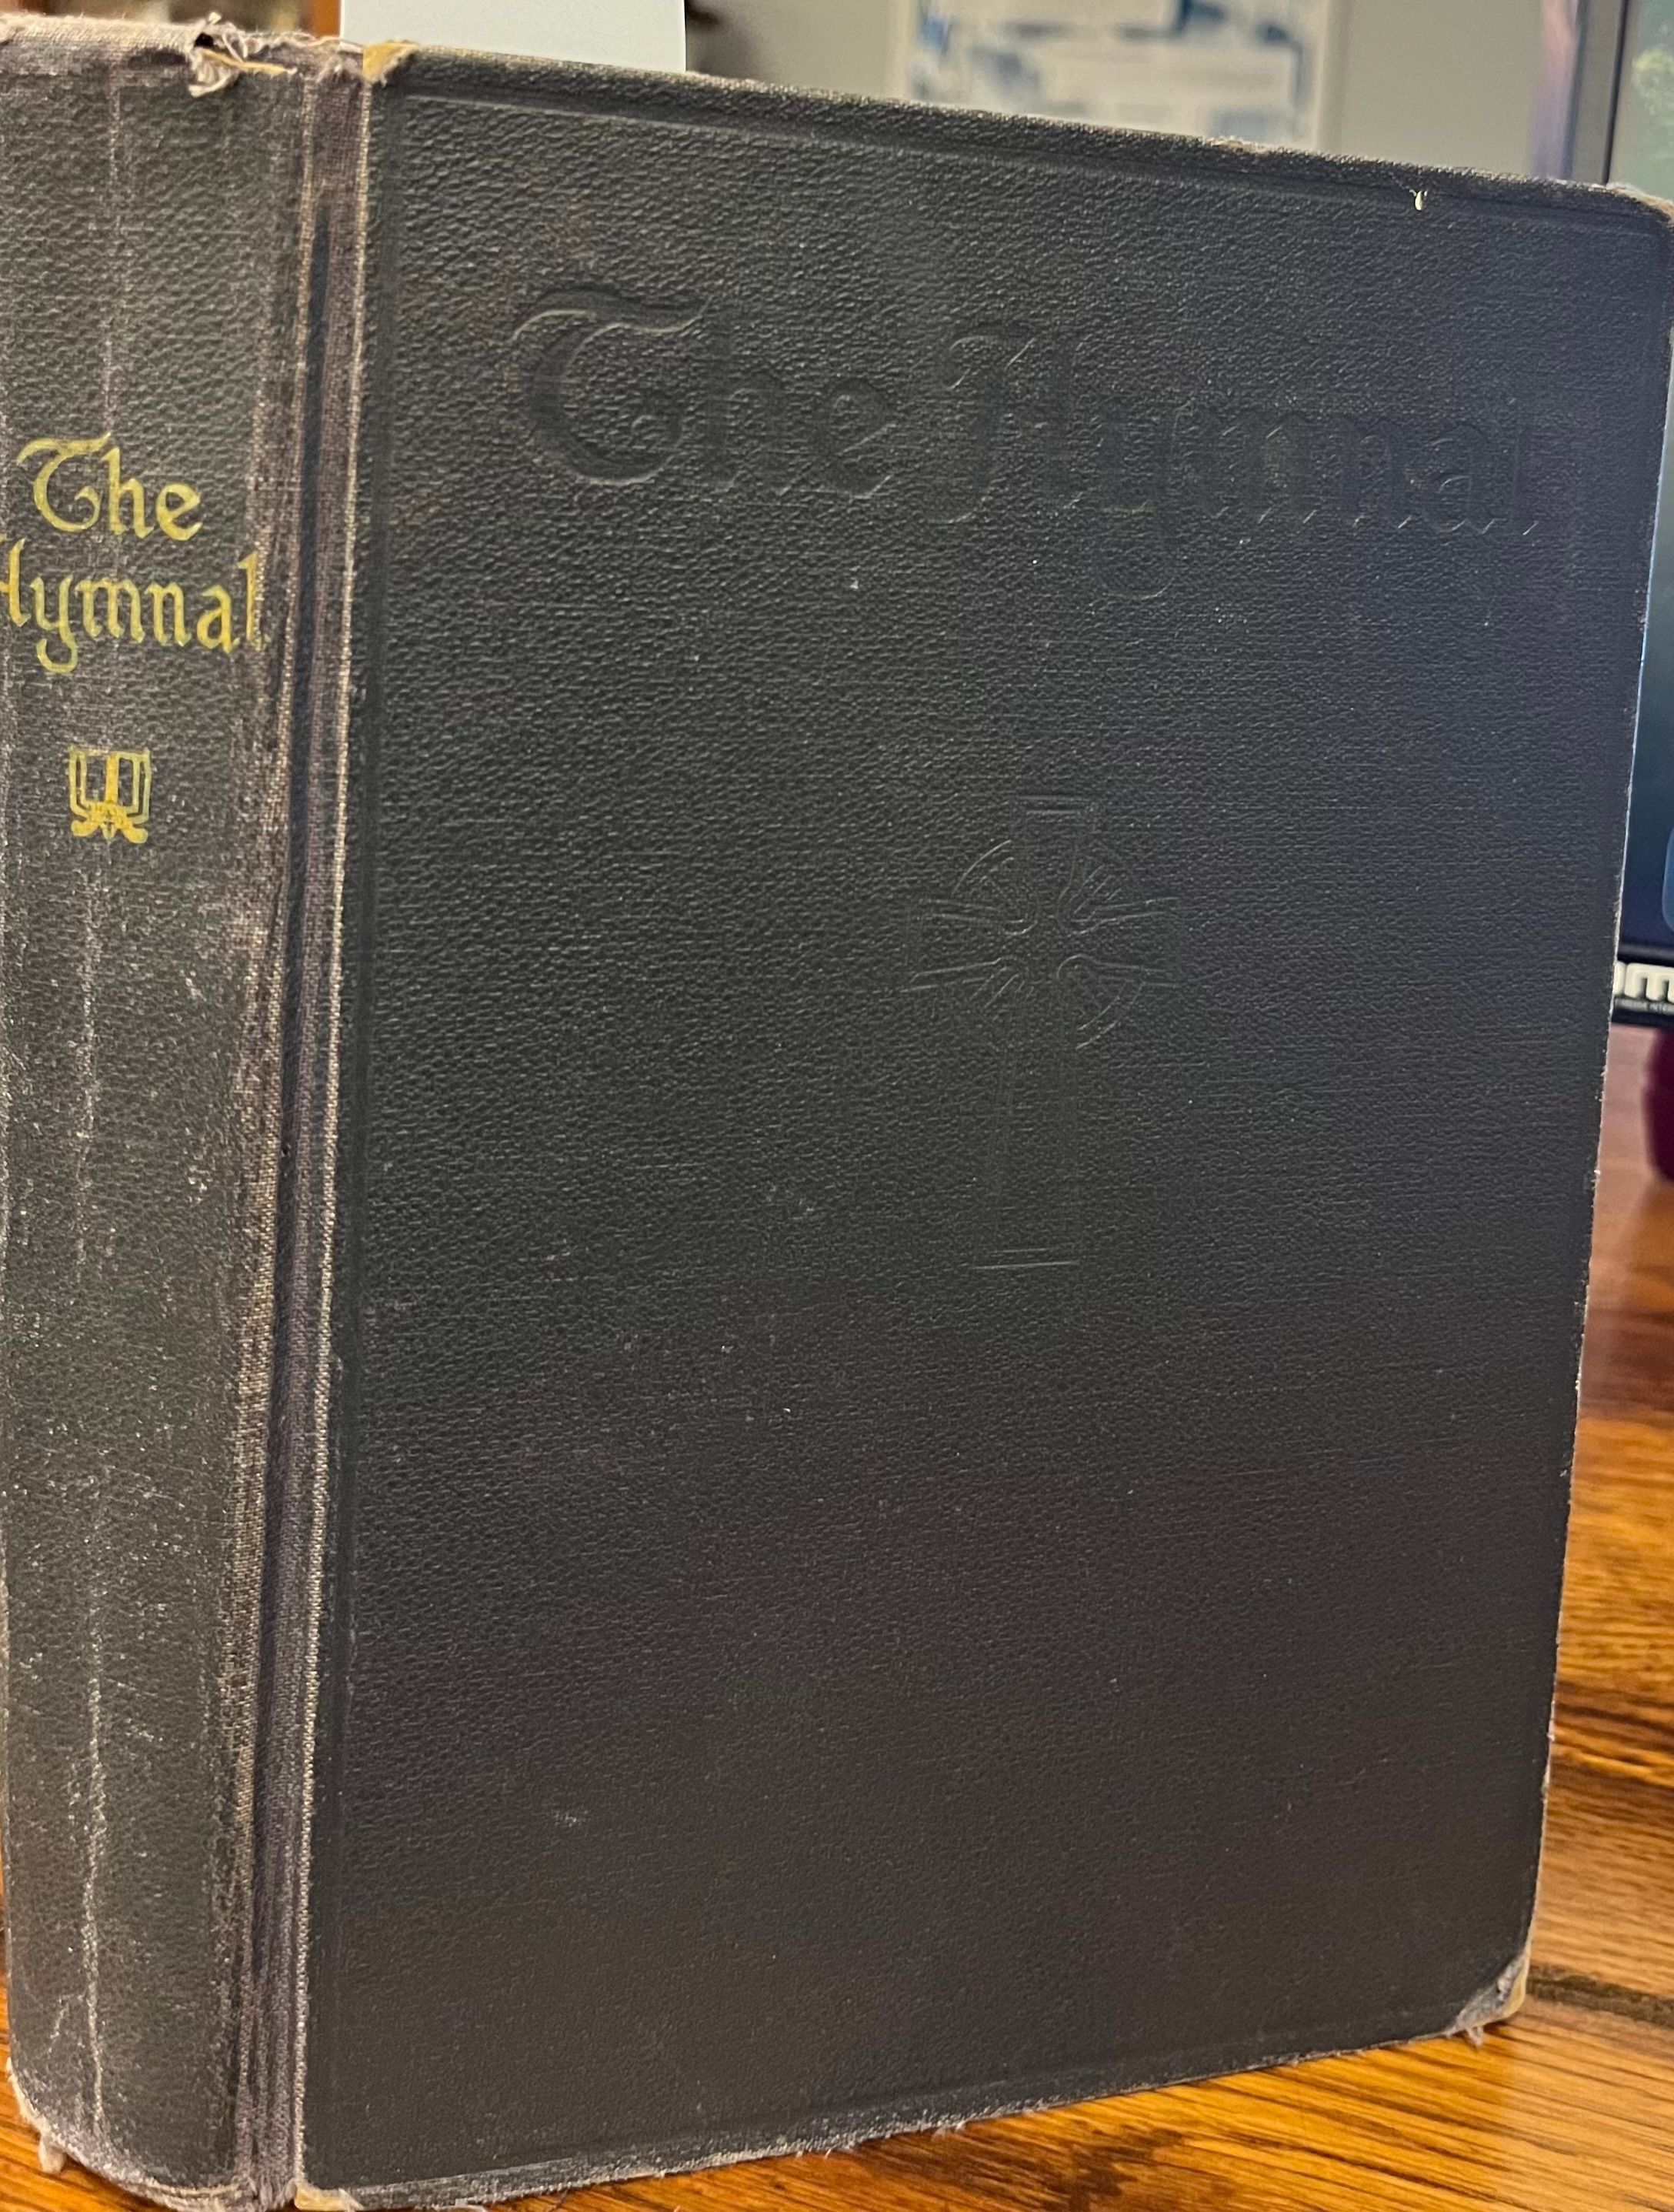 The
Hymnal
The Hymnal